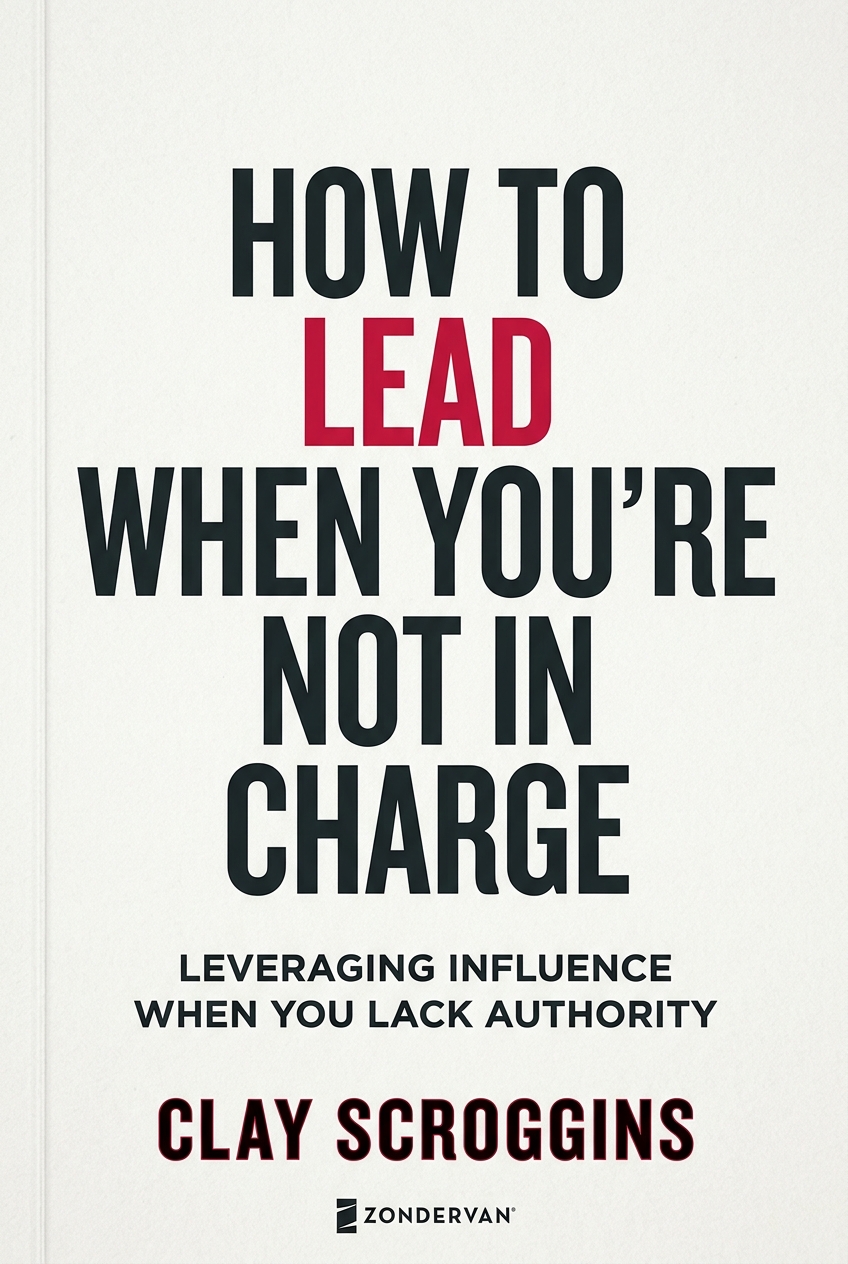 HOW TO
LEAD
WHEN YOU’RE
NOT IN
CHARGE
LEVERAGING INFLUENCE
WHEN YOU LACK AUTHORITY
CLAY SCROGGINS
ZONDERVAN®